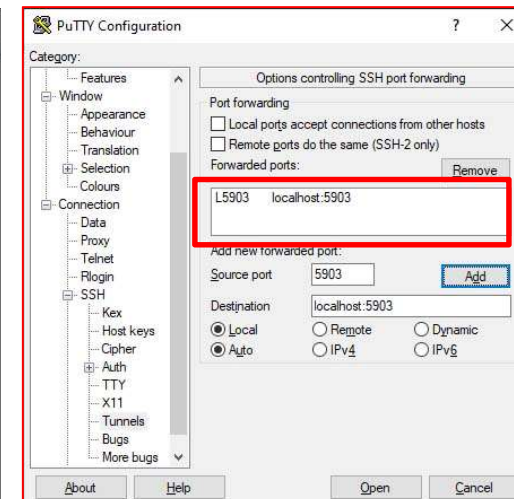 PuTTY Configuration ? ×
Category:
Features
Window
Appearance
Behaviour
Translation
Selection
Colours
Connection
Data
Proxy
Telnet
Rlogin
SSH
Kex
Host keys
Cipher
Auth
TTY
X11
Tunnels
Bugs
More bugs
Options controlling SSH port forwarding
Port forwarding
Local ports accept connections from other hosts
Remote ports do the same (SSH-2 only)
Forwarded ports: Remove
L5903 localhost:5903
Add new forwarded port:
Source port 5903 Add
Destination localhost:5903
Local Remote Dynamic
Auto IPv4 IPv6
About Help Open Cancel